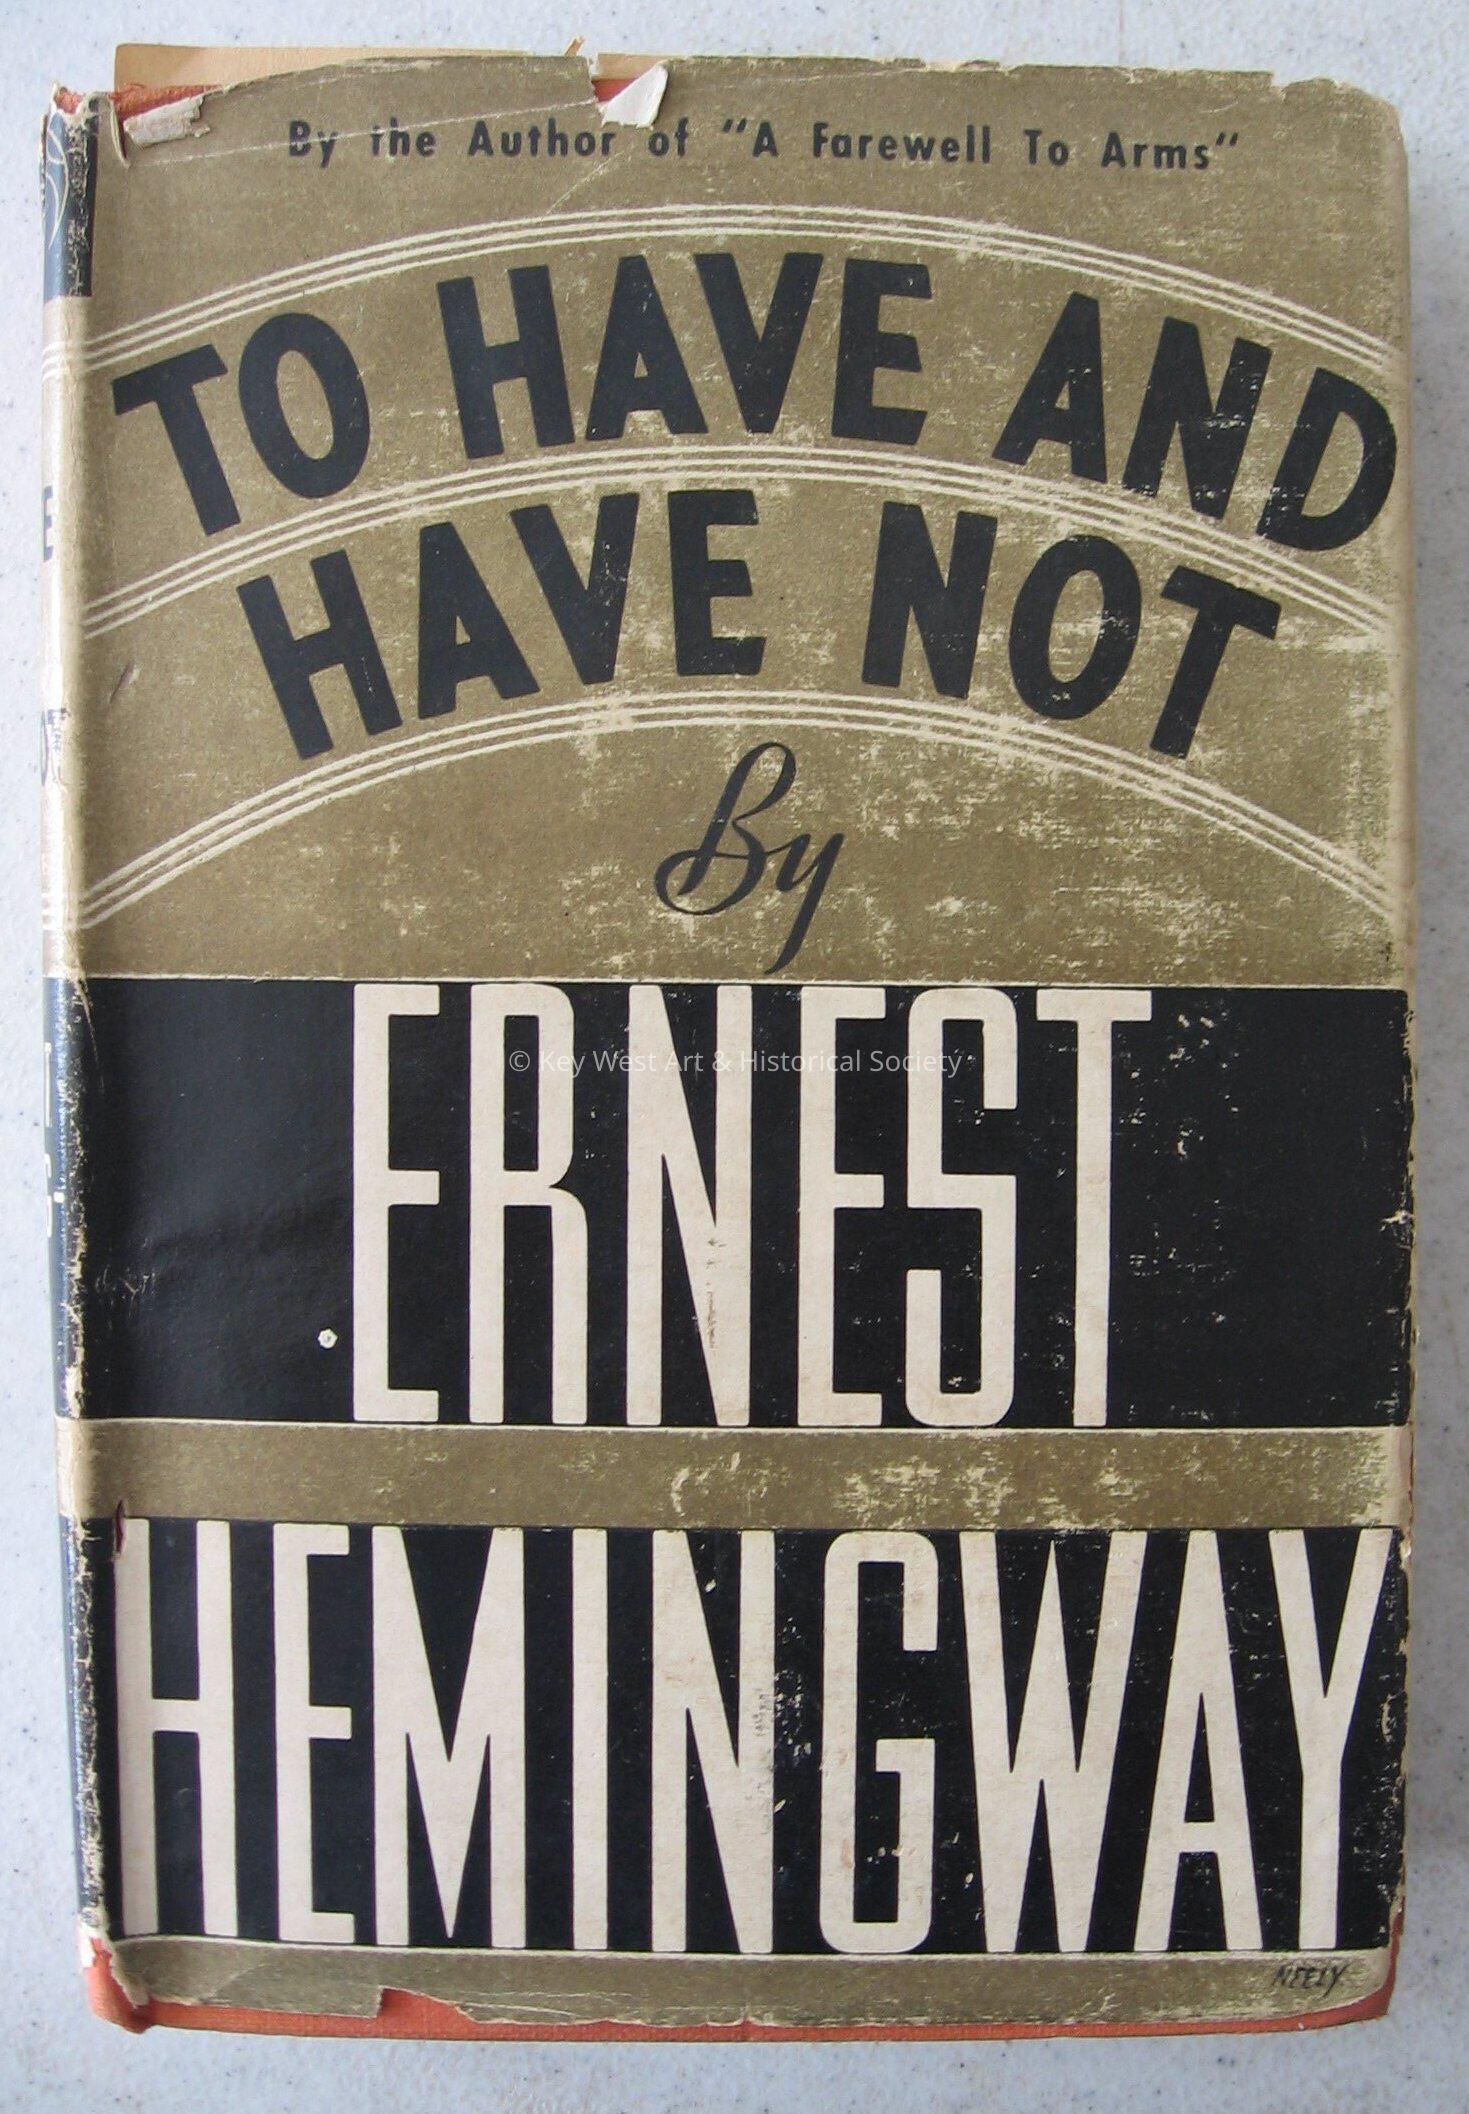 By the Author of "A Farewell To Arms"
TO HAVE AND
HAVE NOT
By
ERNEST
© Key West Art & Historical Society
HEMINGWAY
NEELY